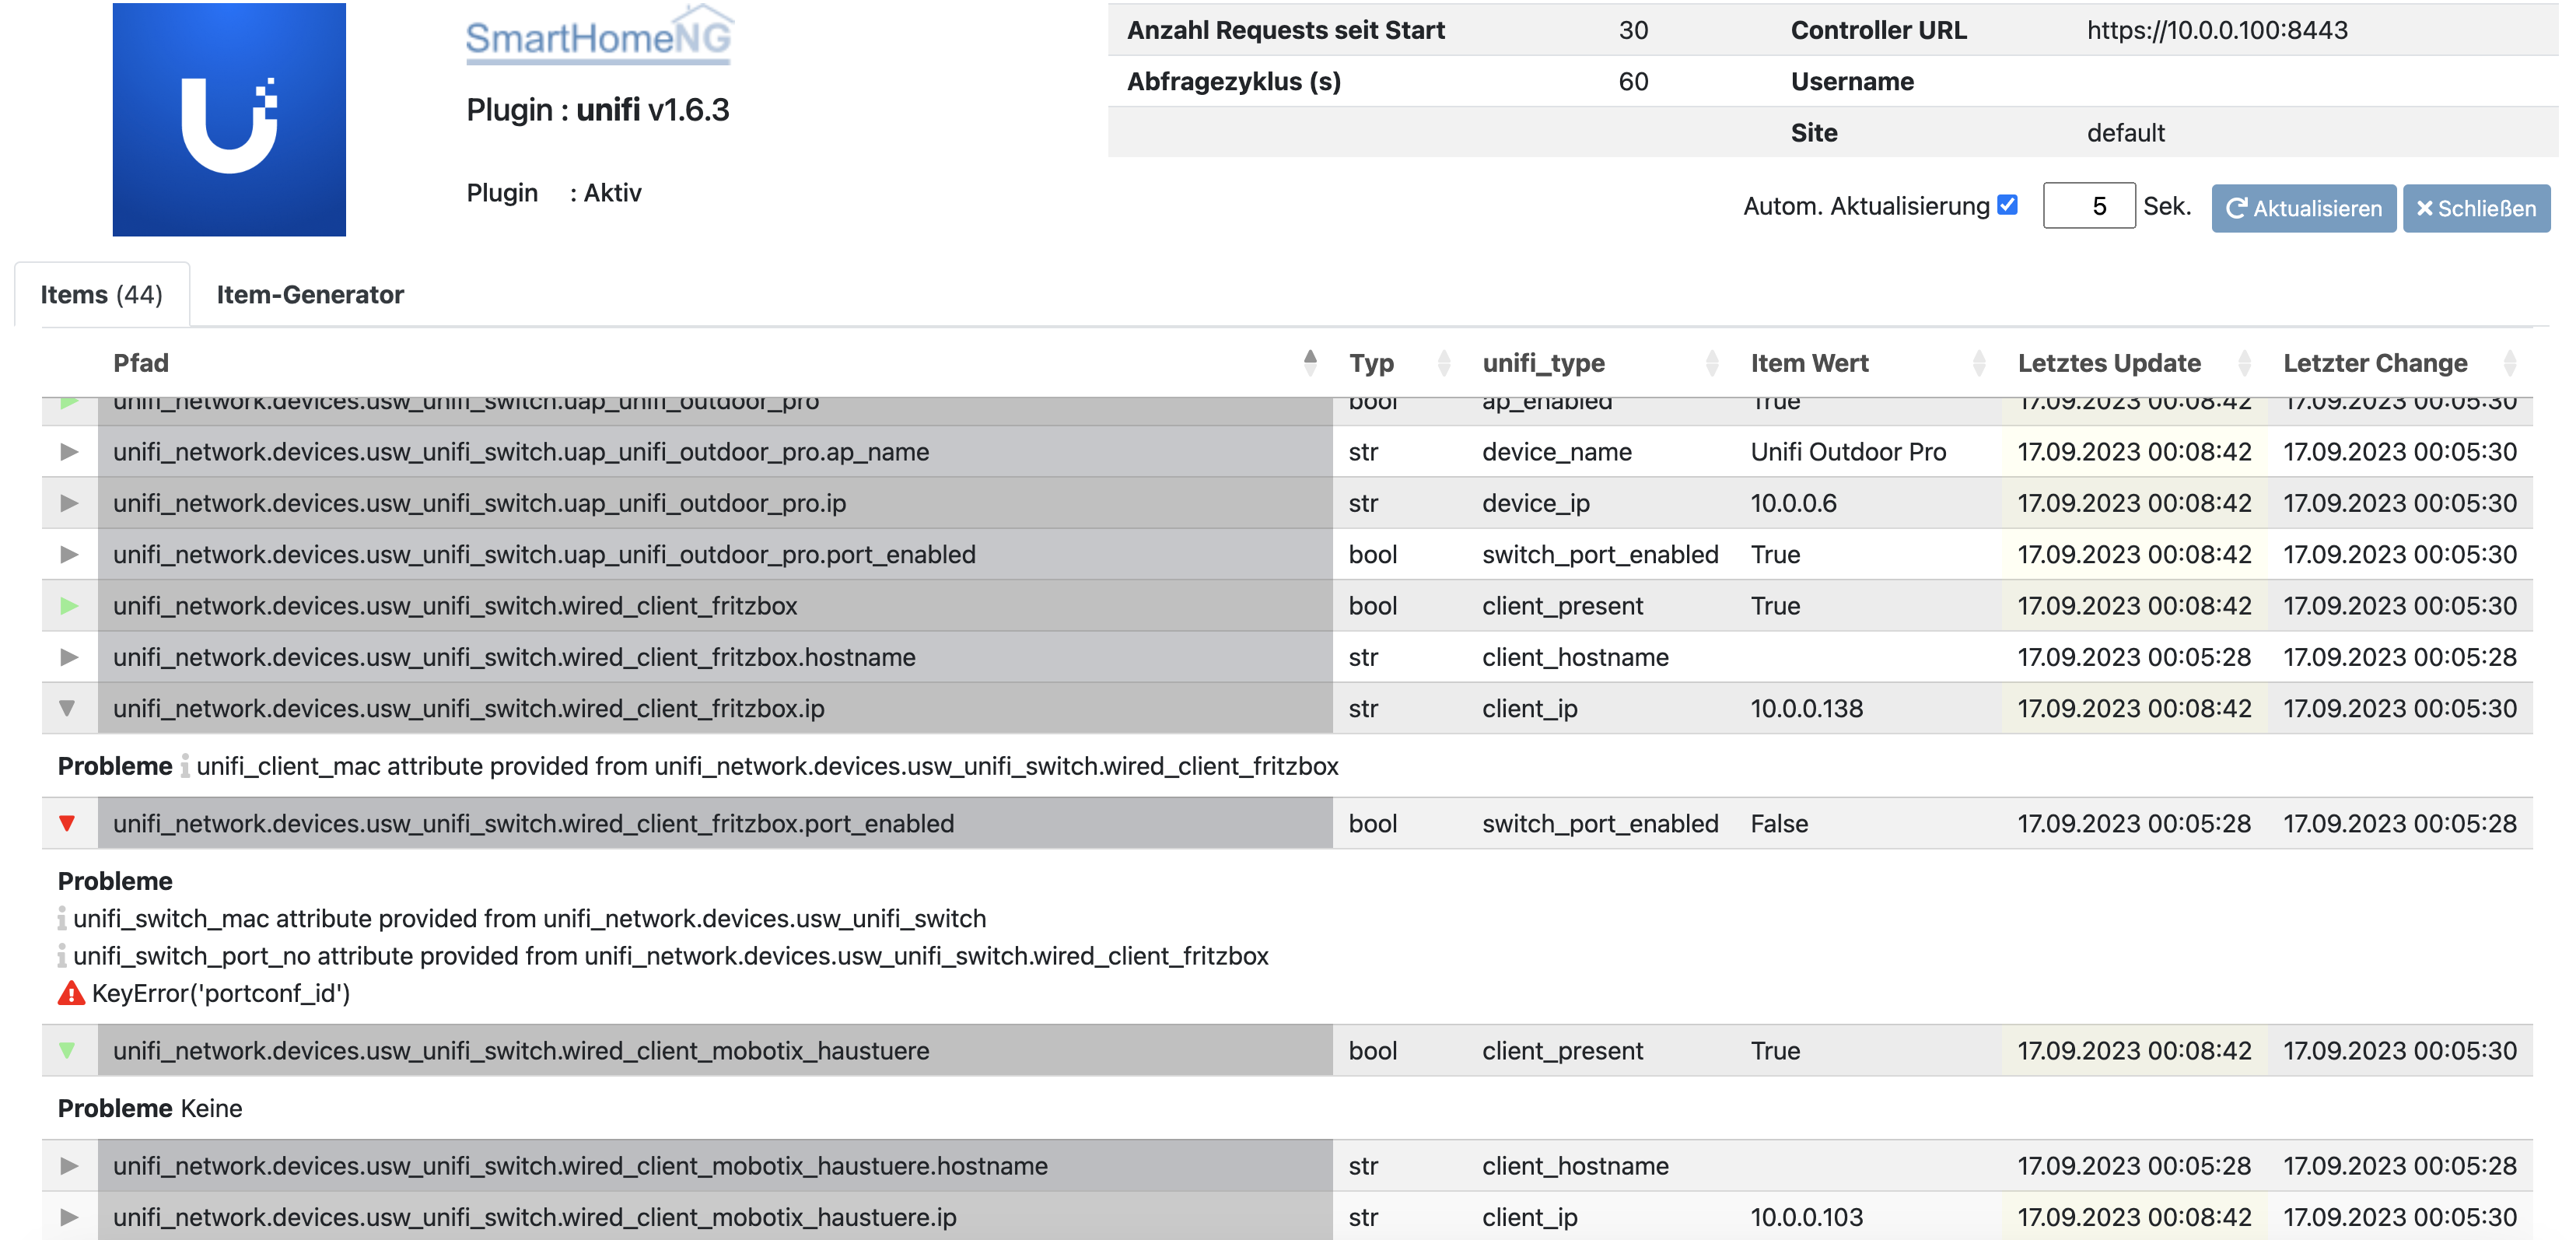 SmartHomeNG
Plugin : unifi v1.6.3
Plugin : Aktiv
Anzahl Requests seit Start 30 Controller URL https://10.0.0.100:8443
Abfragezyklus (s) 60 Username
Site default
Autom. Aktualisierung 5 Sek. Aktualisieren Schließen
Items (44) Item-Generator
Pfad Typ unifi_type Item Wert Letztes Update Letzter Change
unifi_network.devices.usw_unifi_switch.uap_unifi_outdoor_pro bool ap_enabled True 17.09.2023 00:08:42 17.09.2023 00:05:30
unifi_network.devices.usw_unifi_switch.uap_unifi_outdoor_pro.ap_name str device_name Unifi Outdoor Pro 17.09.2023 00:08:42 17.09.2023 00:05:30
unifi_network.devices.usw_unifi_switch.uap_unifi_outdoor_pro.ip str device_ip 10.0.0.6 17.09.2023 00:08:42 17.09.2023 00:05:30
unifi_network.devices.usw_unifi_switch.uap_unifi_outdoor_pro.port_enabled bool switch_port_enabled True 17.09.2023 00:08:42 17.09.2023 00:05:30
unifi_network.devices.usw_unifi_switch.wired_client_fritzbox bool client_present True 17.09.2023 00:08:42 17.09.2023 00:05:30
unifi_network.devices.usw_unifi_switch.wired_client_fritzbox.hostname str client_hostname 17.09.2023 00:05:28 17.09.2023 00:05:28
unifi_network.devices.usw_unifi_switch.wired_client_fritzbox.ip str client_ip 10.0.0.138 17.09.2023 00:08:42 17.09.2023 00:05:30
Probleme unifi_client_mac attribute provided from unifi_network.devices.usw_unifi_switch.wired_client_fritzbox
unifi_network.devices.usw_unifi_switch.wired_client_fritzbox.port_enabled bool switch_port_enabled False 17.09.2023 00:05:28 17.09.2023 00:05:28
Probleme
unifi_switch_mac attribute provided from unifi_network.devices.usw_unifi_switch
unifi_switch_port_no attribute provided from unifi_network.devices.usw_unifi_switch.wired_client_fritzbox
KeyError('portconf_id')
unifi_network.devices.usw_unifi_switch.wired_client_mobotix_haustuere bool client_present True 17.09.2023 00:08:42 17.09.2023 00:05:30
Probleme Keine
unifi_network.devices.usw_unifi_switch.wired_client_mobotix_haustuere.hostname str client_hostname 17.09.2023 00:05:28 17.09.2023 00:05:28
unifi_network.devices.usw_unifi_switch.wired_client_mobotix_haustuere.ip str client_ip 10.0.0.103 17.09.2023 00:08:42 17.09.2023 00:05:30